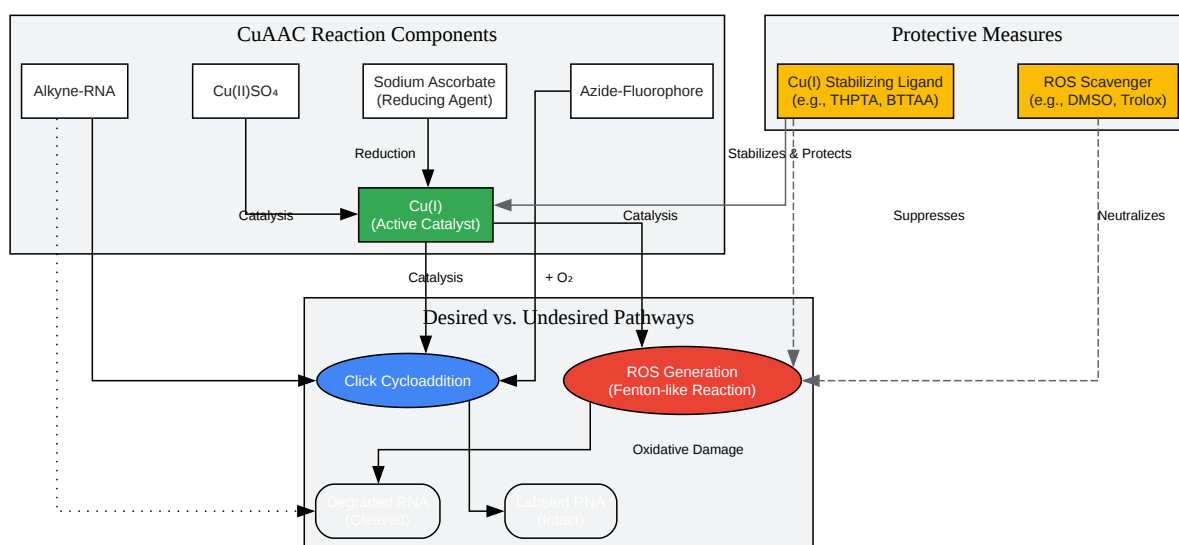 CuAAC Reaction Components
Protective Measures
Alkyne-RNA
Cu(II)SO₄
Sodium Ascorbate
(Reducing Agent)
Azide-Fluorophore
Cu(I) Stabilizing Ligand
(e.g., THPTA, BTTAA)
ROS Scavenger
(e.g., DMSO, Trolox)
Reduction
Stabilizes & Protects
Cu(I)
(Active Catalyst)
Catalysis
Catalysis
Suppresses
Neutralizes
Catalysis
+ O₂
Desired vs. Undesired Pathways
Click Cycloaddition
ROS Generation
(Fenton-like Reaction)
Oxidative Damage
Degraded RNA
(Cleaved)
Labeled RNA
(Intact)